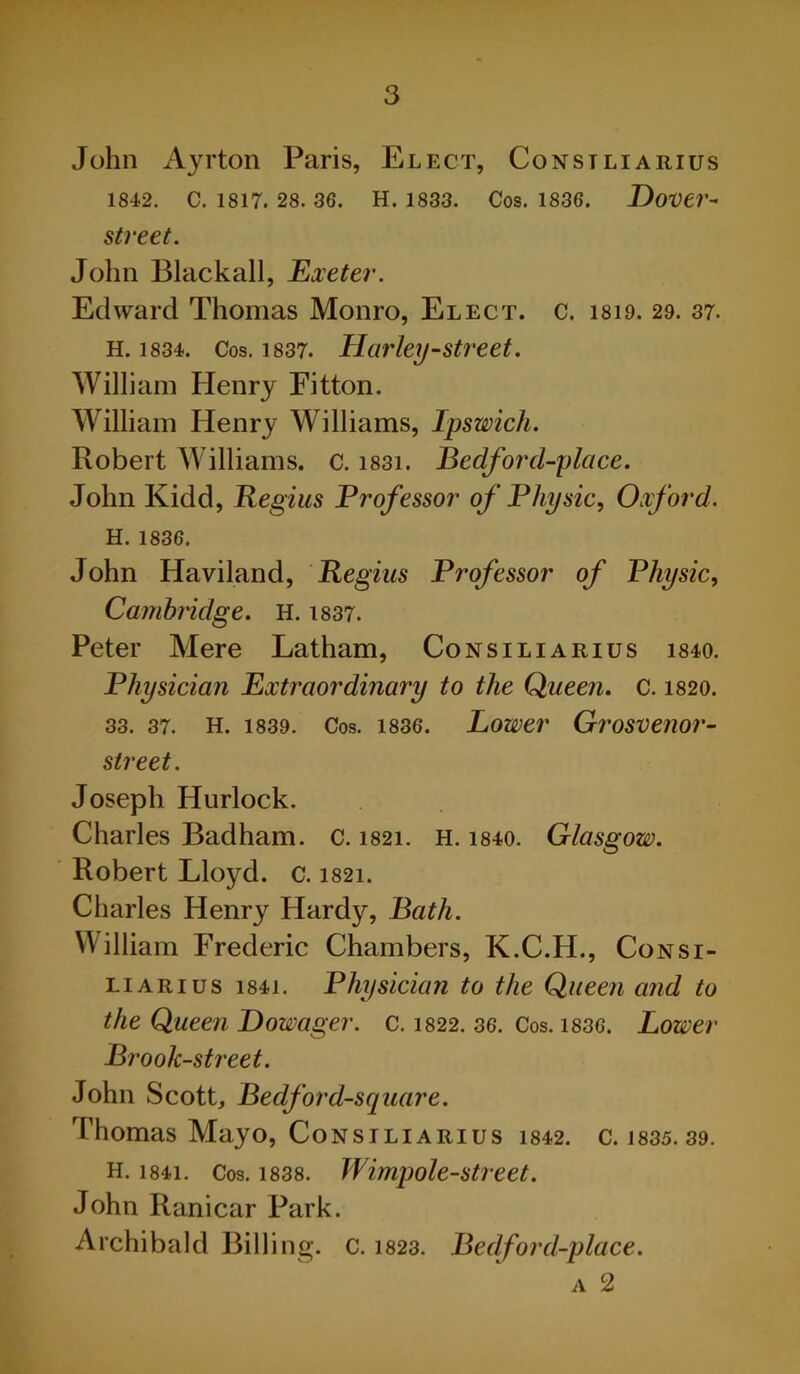 3
John Ayrton Paris, Elect, Consiliarius
1842. C. 1817. 28. 36. H. 1833. Cos. 1836. Dover-
street.
John Blackall, Exeter.
Edward Thomas Monro, Elect. C. 1819. 29. 37.
H. 1834. Cos. 1837. Harley-street.
William Henry Fitton.
William Henry Williams, Ipswich.
Robert Williams. C. 1831. Bedford-place.
John Kidd, Regius Professor of Physic, Oxford.
H. 1836.
John Haviland, Regius Professor of Physic,
Cambridge. H. 1837.
Peter Mere Latham, Consiliarius 1840.
Physician Extraordinary to the Queen. C. 1820.
33. 37. H. 1839. Cos. 1836. Lower Grosvenor-
street.
Joseph Hurlock.
Charles Badham. C. 1821. H. 1840. Glasgow.
Robert Lloyd. C. 1821.
Charles Henry Hardy, Bath.
William Frederic Chambers, K.C.H., Consi-
liarius 1841. Physician to the Queen and to
the Queen Dowager. C. 1822. 36. Cos. 1836. Lower
Brook-street.
John Scott, Bedford-square.
Thomas Mayo, Consiliarius 1842. C. 1835. 39.
H. 1841. Cos. 1838. Wimpole-street.
John Ranicar Park.
Archibald Billing. C. 1823. Bedford-place.
A 2